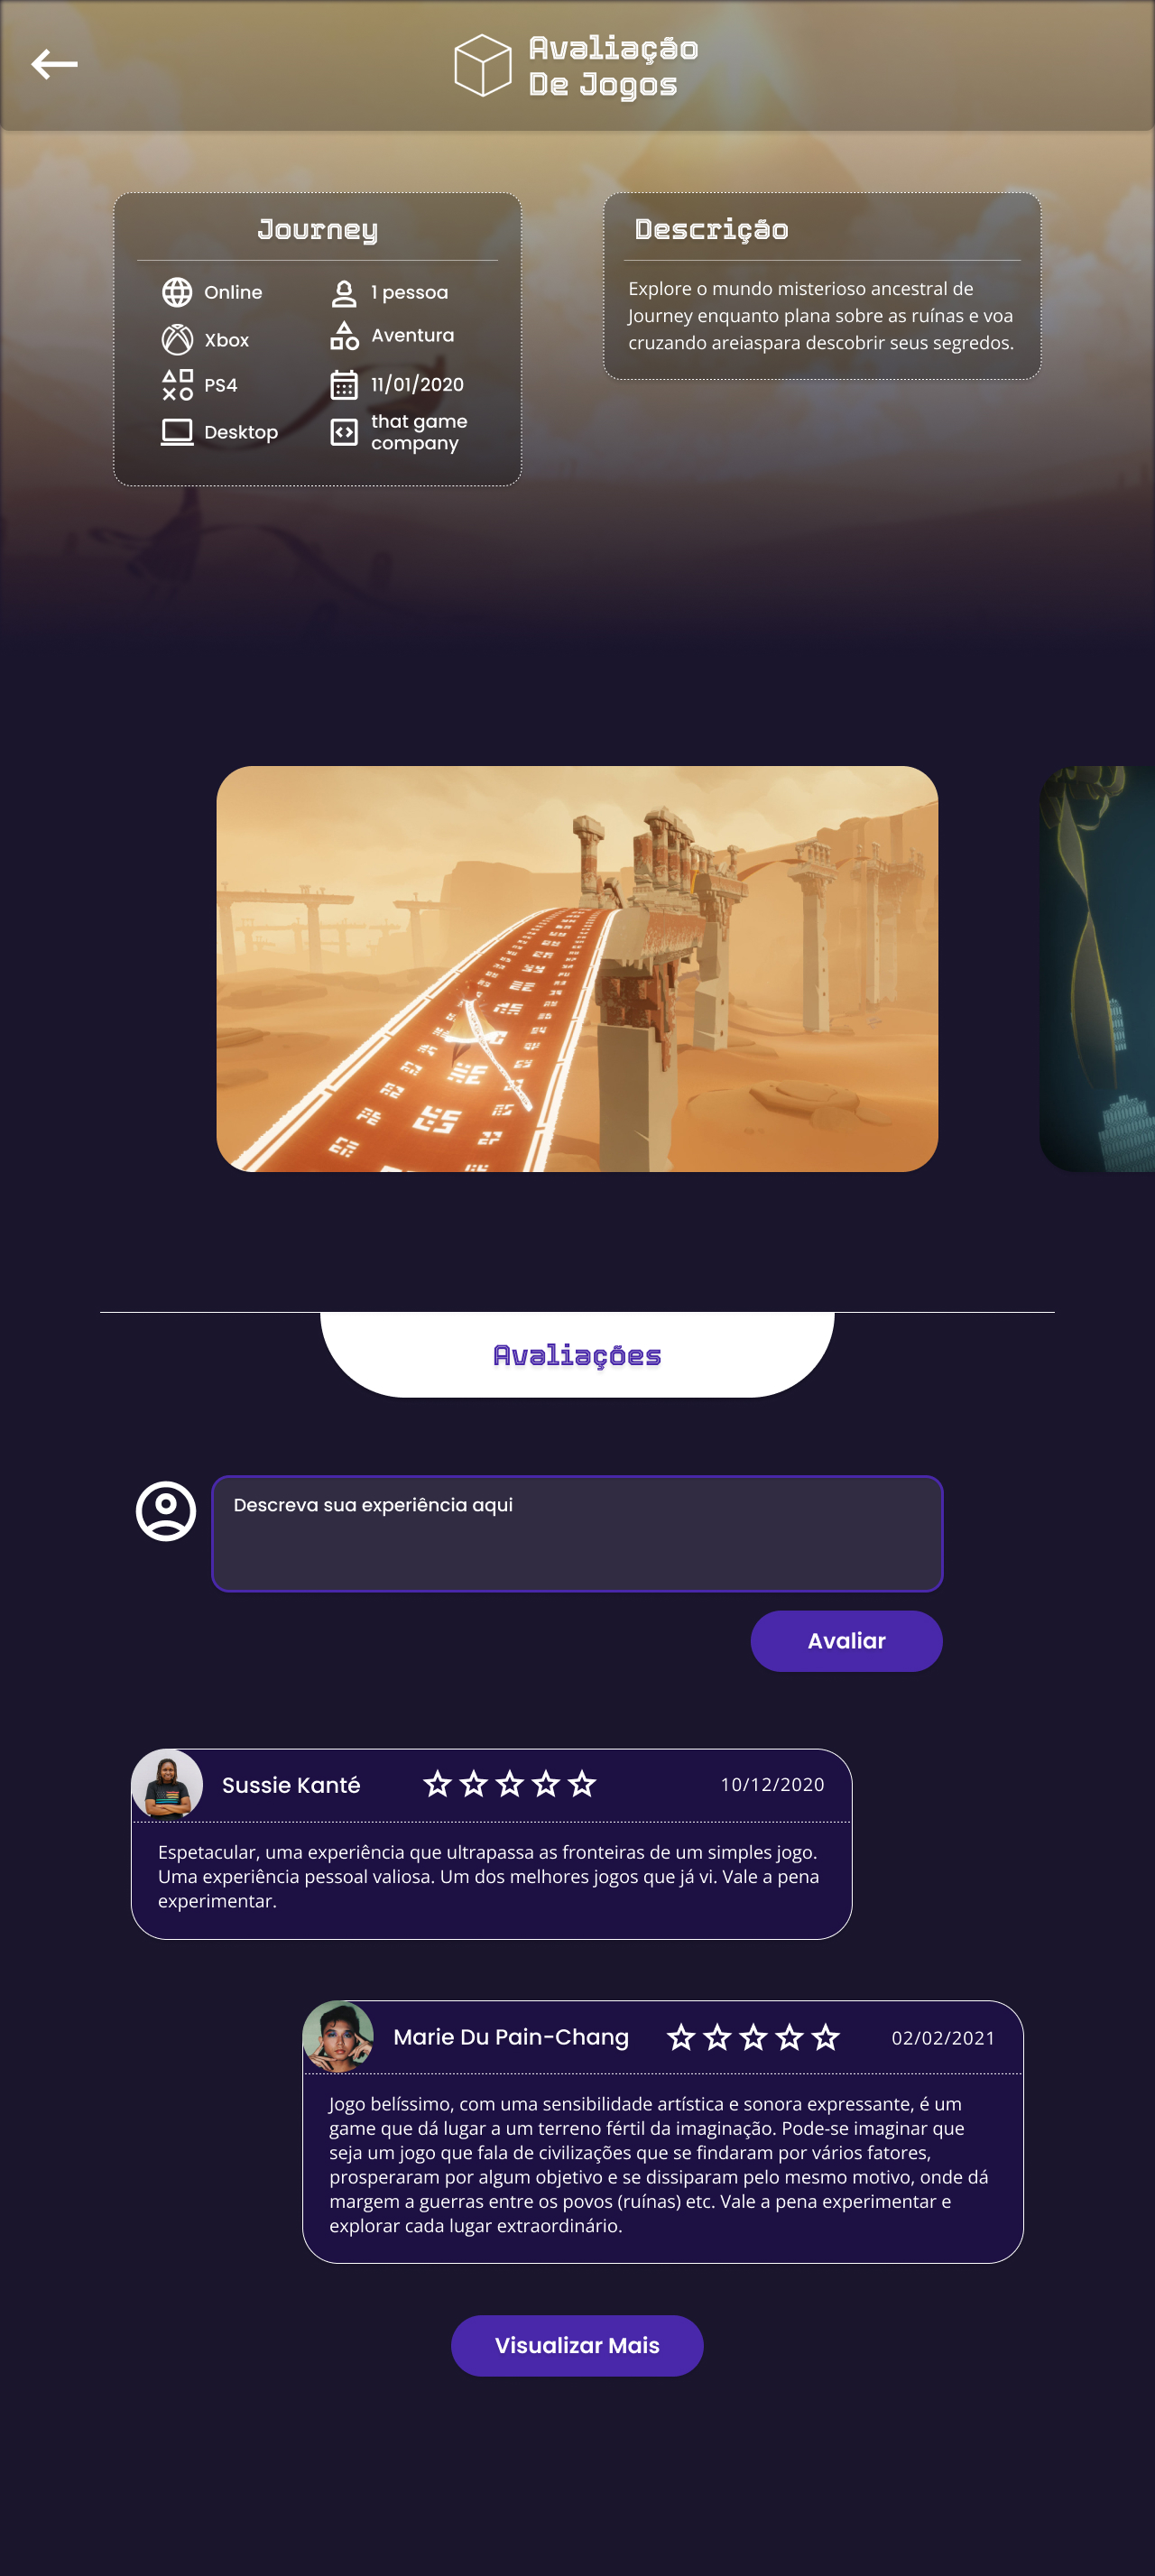 Avaliação
De Jogos
Journey
Online
1 pessoa
Xbox
Aventura
PS4
11/01/2020
Desktop
that game
company
Descrição
Explore o mundo misterioso ancestral de
Journey enquanto plana sobre as ruínas e voa
cruzando areiaspara descobrir seus segredos.
Avaliações
Descreva sua experiência aqui
Avaliar
Sussie Kanté
10/12/2020
Espetacular, uma experiência que ultrapassa as fronteiras de um simples jogo.
Uma experiência pessoal valiosa. Um dos melhores jogos que já vi. Vale a pena
experimentar.
Marie Du Pain-Chang
02/02/2021
Jogo belíssimo, com uma sensibilidade artística e sonora expressante, é um
game que dá lugar a um terreno fértil da imaginação. Pode-se imaginar que
seja um jogo que fala de civilizações que se findaram por vários fatores,
prosperaram por algum objetivo e se dissiparam pelo mesmo motivo, onde dá
margem a guerras entre os povos (ruínas) etc. Vale a pena experimentar e
explorar cada lugar extraordinário.
Visualizar Mais